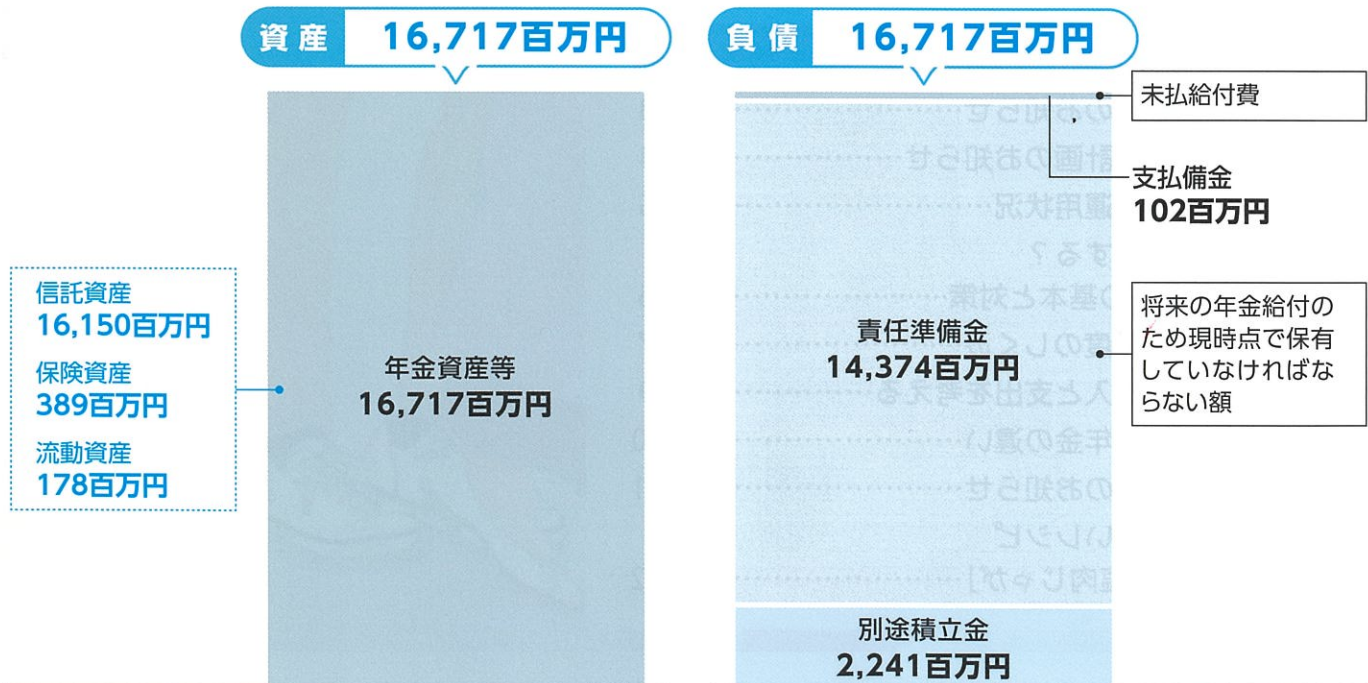 資産 16,717百万円
負債 16,717百万円
未払給付費
支払備金
102百万円
信託資産
16,150百万円
保険資産
389百万円
流動資産
178百万円
年金資産等
16,717百万円
責任準備金
14,374百万円
将来の年金給付の
ため現時点で保有
していなければな
らない額
別途積立金
2,241百万円